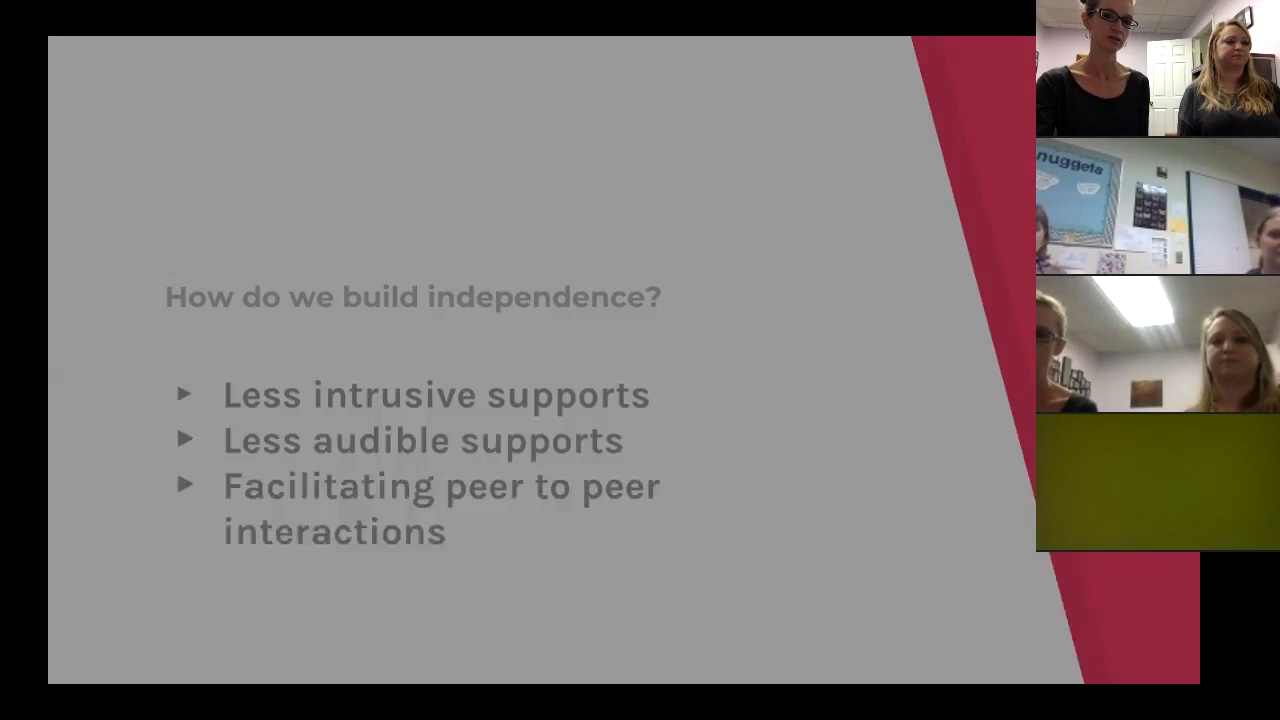 How do we build independence?
▸ Less intrusive supports
▸ Less audible supports
▸ Facilitating peer to peer
interactions
nuggets